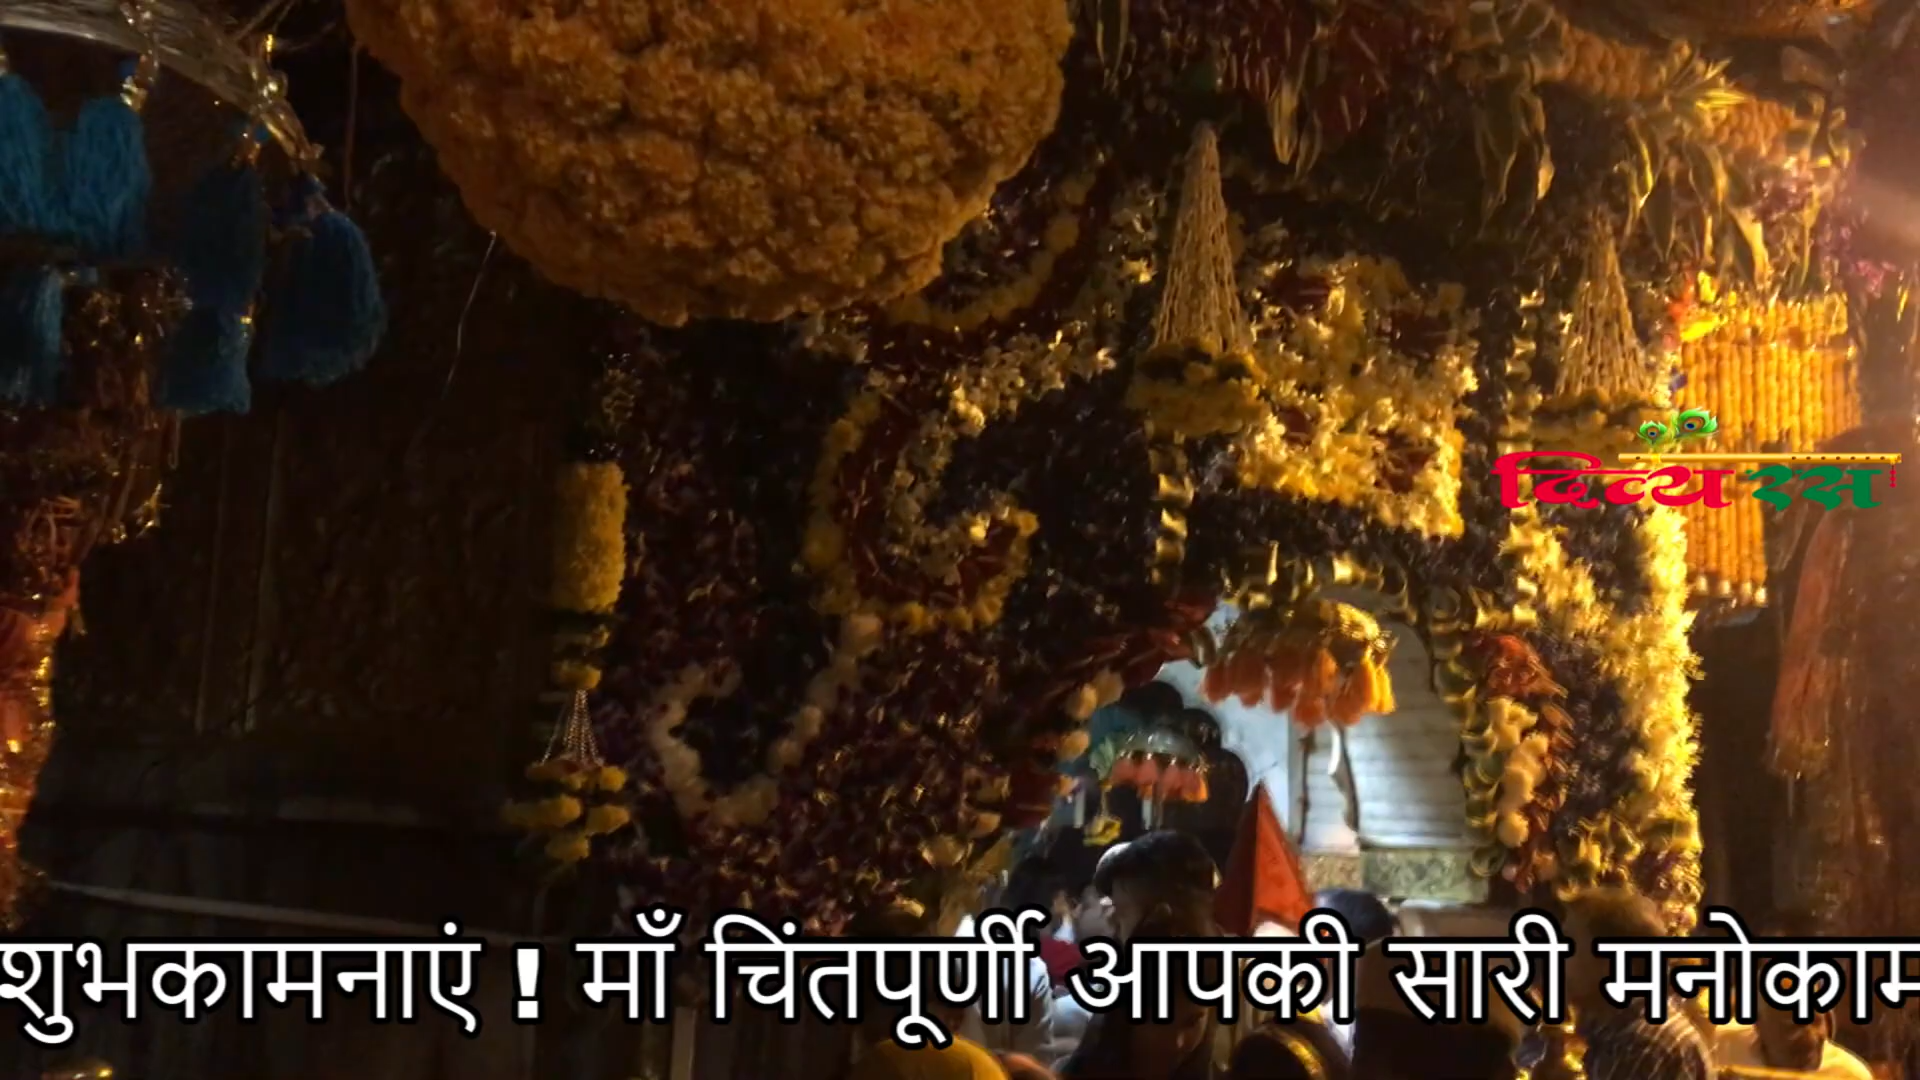 दिव्य रस
शुभकामनाएं ! माँ चिंतपूर्णी आपकी सारी मनोकाम